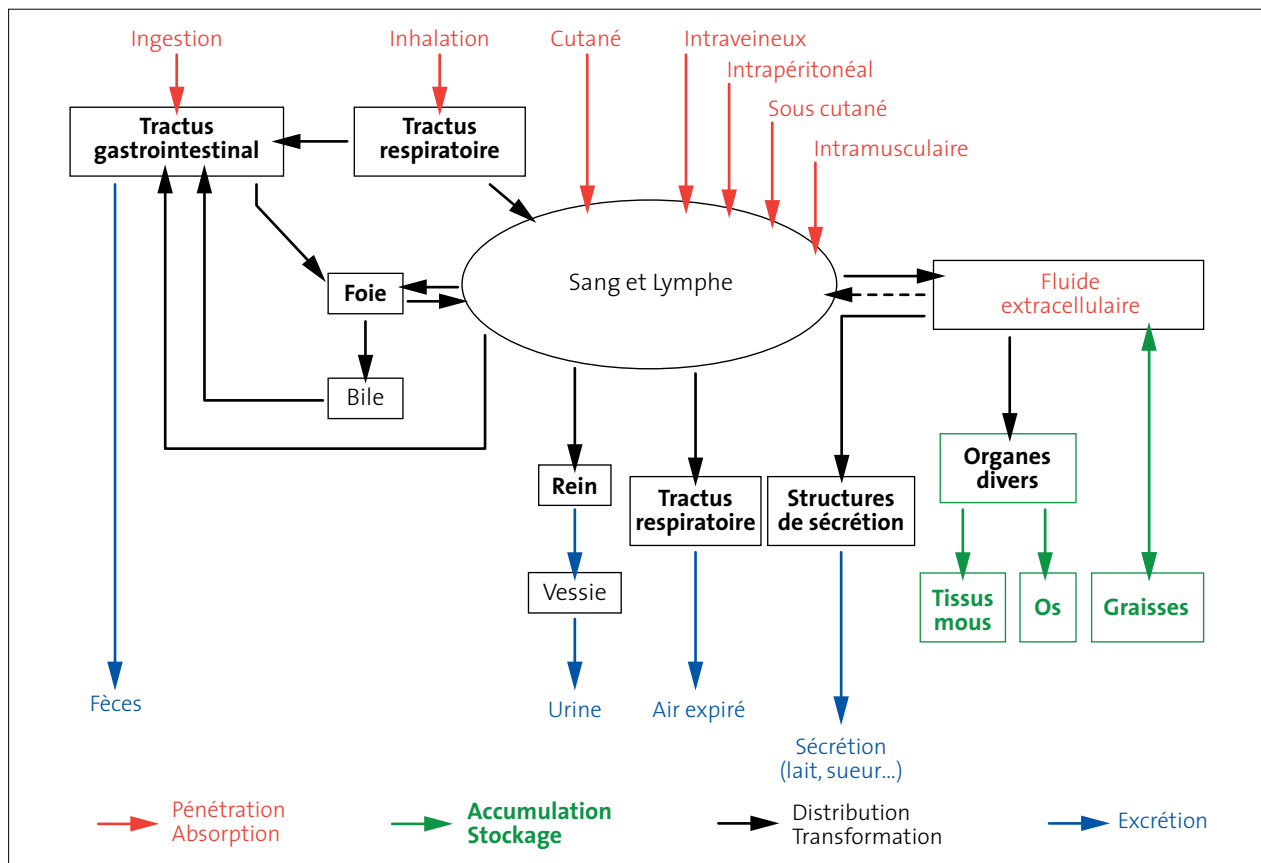 Ingestion
Inhalation
Cutané
Intraveineux
Intrapéritonéal
Sous cutané
Intramusculaire
Tractus
gastrointestinal
Tractus
respiratoire
Sang et Lymphe
Fluide
extracellulaire
Foie
Bile
Rein
Tractus
respiratoire
Structures
de sécrétion
Organes
divers
Vessie
Tissus
mous
Os
Graisses
Fèces
Urine
Air expiré
Sécrétion
(lait, sueur...)
Pénétration
Absorption
Accumulation
Stockage
Distribution
Transformation
Excrétion